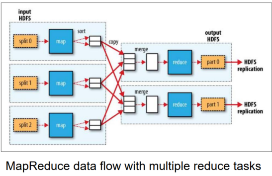 input
HDFS
sort
copy
output
HDFS
split 0
map
merge
reduce
part 0
HDFS
replication
split 1
map
merge
reduce
part 1
HDFS
replication
split 2
map
MapReduce data flow with multiple reduce tasks